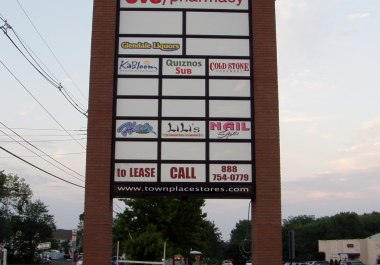 CVS/pharmacy
Glendale Liquors
KaBloom QUIZNOS SUB COLD STONE
LiLi's NAIL
to LEASE CALL 888 754-0779
www.townplacestores.com